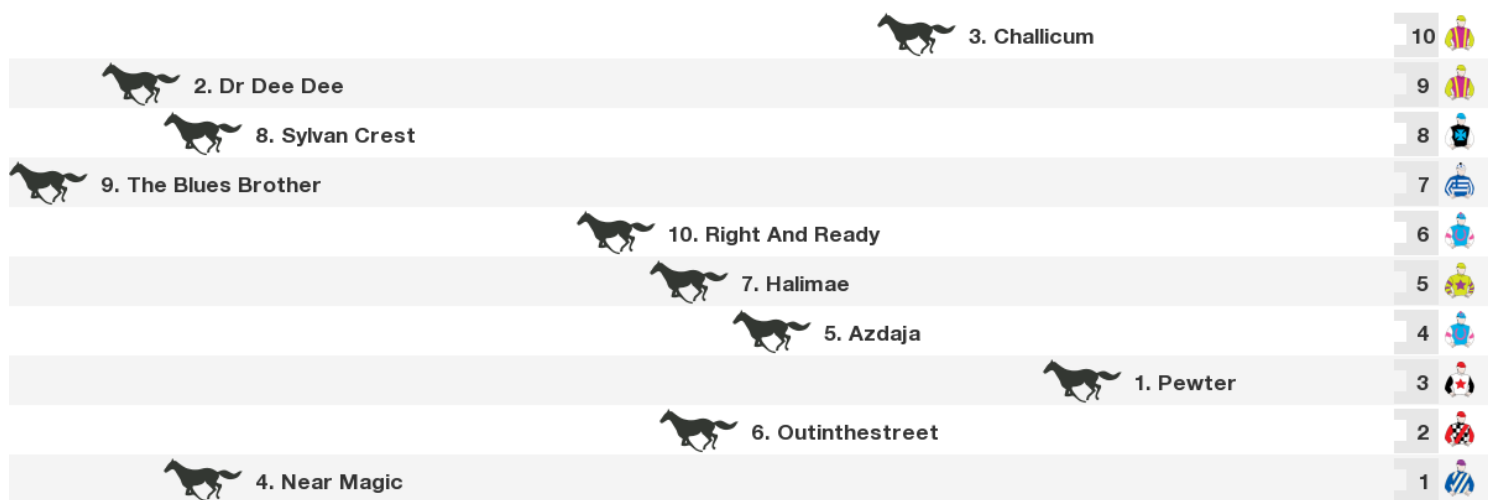 3. Challicum 10
2. Dr Dee Dee 9
8. Sylvan Crest 8
9. The Blues Brother 7
10. Right And Ready 6
7. Halimae 5
5. Azdaja 4
1. Pewter 3
6. Outinthestreet 2
4. Near Magic 1